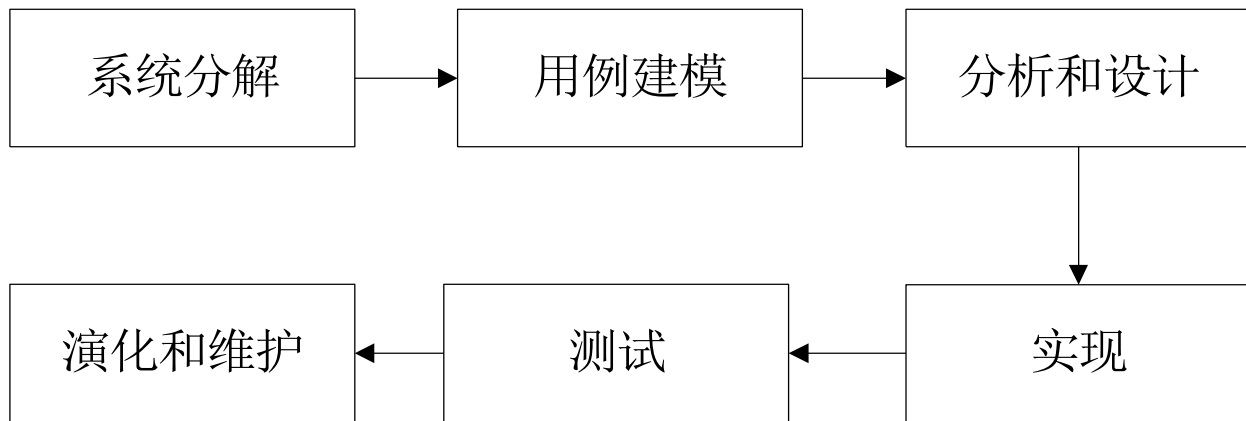 系统分解
用例建模
分析和设计
演化和维护
测试
实现